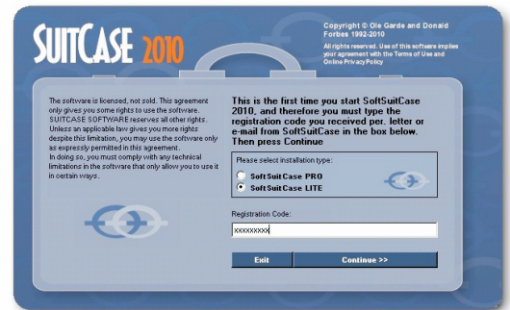 SUITCASE 2010
Copyright © Ole Garde and Donald
Forbes 1992-2010
All rights reserved. Use of this software implies
your agreement with the Terms of Use and
Online Privacy Policy
The software is licensed, not sold. This agreement
only gives you some rights to use the software.
SUITCASE SOFTWARE reserves all other rights.
Unless an applicable law gives you more rights
despite this limitation, you may use the software only
as expressly permitted in this agreement.
In doing so, you must comply with any technical
limitations in the software that only allow you to use it
in certain ways.
This is the first time you start SoftSuitCase
2010, and therefore you must type the
registration code you received per. letter or
e-mail from SoftSuitCase in the box below.
Then press Continue
Please select installation type:
SoftSuitCase PRO
SoftSuitCase LITE
Registration Code:
xxxxxxxxx
Exit
Continue >>